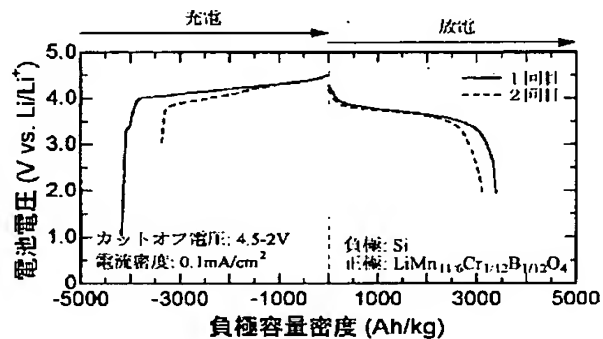 充電
放電
5.0
4.0
3.0
2.0
1.0
電池電圧 (V vs. Li/Li+)
1回目
2回目
カットオフ電圧: 4.5-2V
電流密度: 0.1mA/cm2
負極: Si
正極: LiMn11/6Cr1/12B1/12O4
-5000 -3000 -1000 1000 3000 5000
負極容量密度 (Ah/kg)